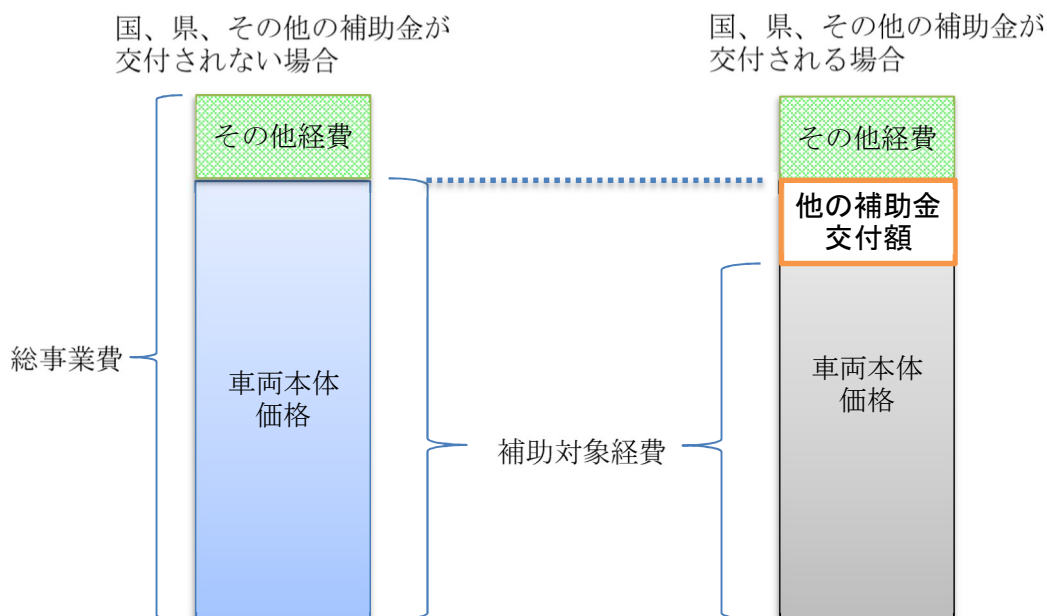 国、県、その他の補助金が
交付されない場合
国、県、その他の補助金が
交付される場合
その他経費
その他経費
他の補助金
交付額
総事業費
車両本体
価格
車両本体
価格
補助対象経費